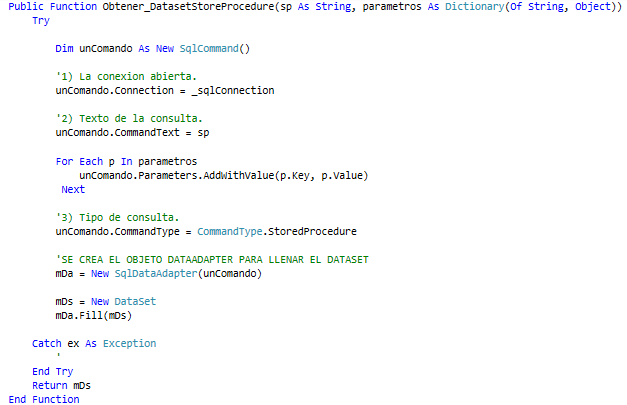 Public Function Obtener_DatasetStoreProcedure(sp As String, parametros As Dictionary(Of String, Object))
Try
Dim unComando As New SqlCommand()
'1) La conexion abierta.
unComando.Connection = _sqlConnection
'2) Texto de la consulta.
unComando.CommandText = sp
For Each p In parametros
unComando.Parameters.AddWithValue(p.Key, p.Value)
Next
'3) Tipo de consulta.
unComando.CommandType = CommandType.StoredProcedure
'SE CREA EL OBJETO DATAADAPTER PARA LLENAR EL DATASET
mDa = New SqlDataAdapter(unComando)
mDs = New DataSet
mDa.Fill(mDs)
Catch ex As Exception
'
End Try
Return mDs
End Function